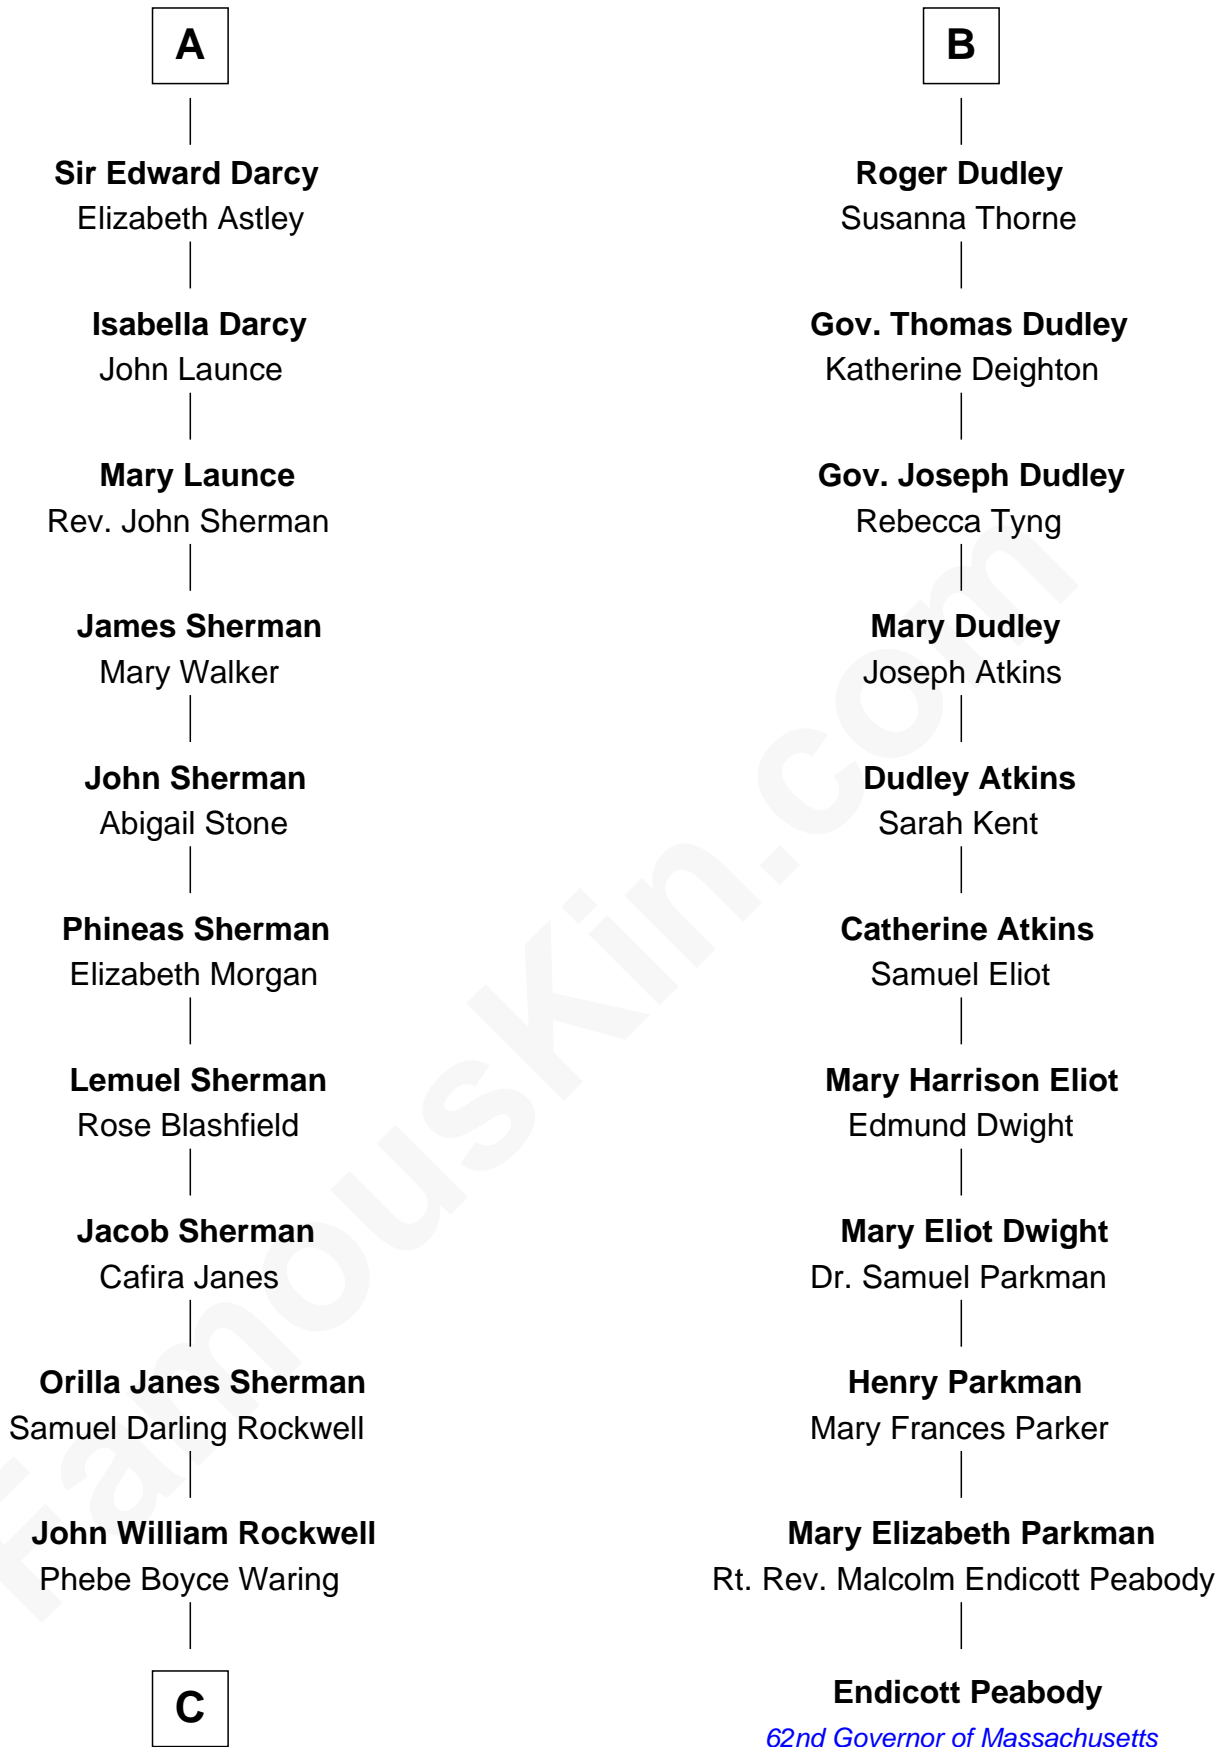 A
Sir Edward Darcy
Elizabeth Astley
Isabella Darcy
John Launce
Mary Launce
Rev. John Sherman
James Sherman
Mary Walker
John Sherman
Abigail Stone
Phineas Sherman
Elizabeth Morgan
Lemuel Sherman
Rose Blashfield
Jacob Sherman
Cafira Janes
Orilla Janes Sherman
Samuel Darling Rockwell
John William Rockwell
Phebe Boyce Waring
C
B
Roger Dudley
Susanna Thorne
Gov. Thomas Dudley
Katherine Deighton
Gov. Joseph Dudley
Rebecca Tyng
Mary Dudley
Joseph Atkins
Dudley Atkins
Sarah Kent
Catherine Atkins
Samuel Eliot
Mary Harrison Eliot
Edmund Dwight
Mary Eliot Dwight
Dr. Samuel Parkman
Henry Parkman
Mary Frances Parker
Mary Elizabeth Parkman
Rt. Rev. Malcolm Endicott Peabody
Endicott Peabody
62nd Governor of Massachusetts
FamousKin.com